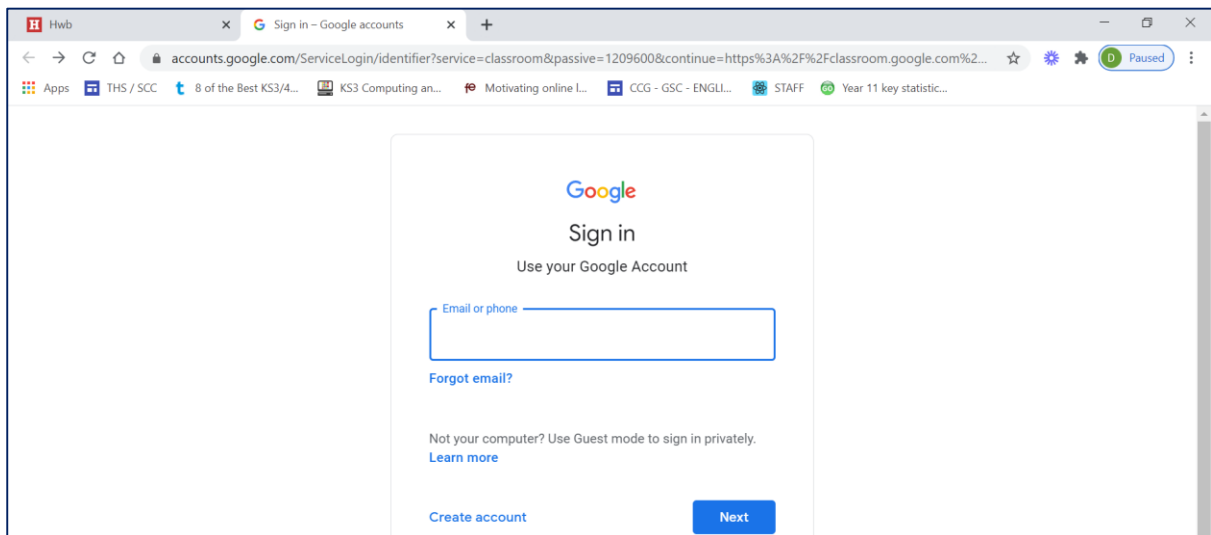 H Hwb
G Sign in – Google accounts
accounts.google.com/ServiceLogin/identifier?service=classroom&passive=1209600&continue=https%3A%2F%2Fclassroom.google.com%2... D Paused
Apps THS / SCC t 8 of the Best KS3/4... KS3 Computing an... fe Motivating online l... CCG - GSC - ENGLI... STAFF GO Year 11 key statistic...
Google
Sign in
Use your Google Account
Email or phone
Forgot email?
Not your computer? Use Guest mode to sign in privately.
Learn more
Create account Next